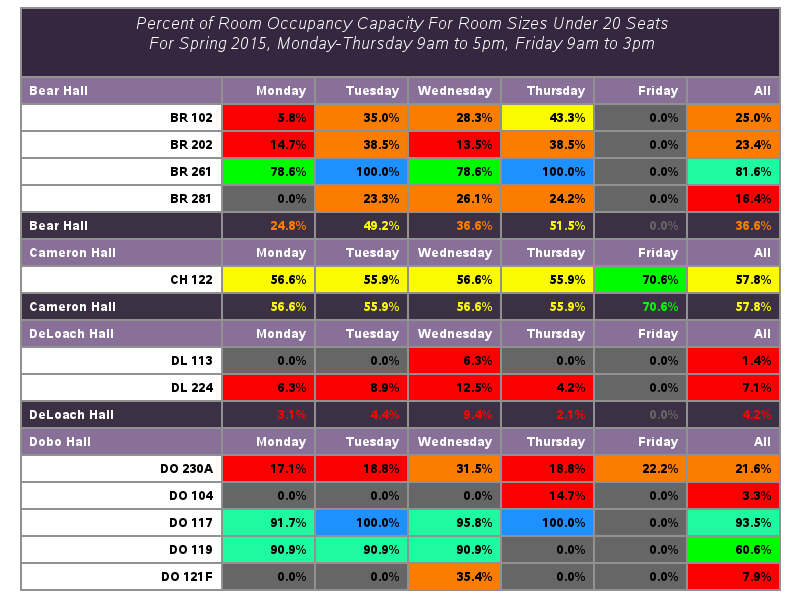 Percent of Room Occupancy Capacity For Room Sizes Under 20 Seats
For Spring 2015, Monday-Thursday 9am to 5pm, Friday 9am to 3pm
Bear Hall Monday Tuesday Wednesday Thursday Friday All
BR 102 5.8% 35.0% 28.3% 43.3% 0.0% 25.0%
BR 202 14.7% 38.5% 13.5% 38.5% 0.0% 23.4%
BR 261 78.6% 100.0% 78.6% 100.0% 0.0% 81.6%
BR 281 0.0% 23.3% 26.1% 24.2% 0.0% 16.4%
Bear Hall 24.8% 49.2% 36.6% 51.5% 0.0% 36.6%
Cameron Hall Monday Tuesday Wednesday Thursday Friday All
CH 122 56.6% 55.9% 56.6% 55.9% 70.6% 57.8%
Cameron Hall 56.6% 55.9% 56.6% 55.9% 70.6% 57.8%
DeLoach Hall Monday Tuesday Wednesday Thursday Friday All
DL 113 0.0% 0.0% 6.3% 0.0% 0.0% 1.4%
DL 224 6.3% 8.9% 12.5% 4.2% 0.0% 7.1%
DeLoach Hall 3.1% 4.4% 9.4% 2.1% 0.0% 4.2%
Dobo Hall Monday Tuesday Wednesday Thursday Friday All
DO 230A 17.1% 18.8% 31.5% 18.8% 22.2% 21.6%
DO 104 0.0% 0.0% 0.0% 14.7% 0.0% 3.3%
DO 117 91.7% 100.0% 95.8% 100.0% 0.0% 93.5%
DO 119 90.9% 90.9% 90.9% 0.0% 0.0% 60.6%
DO 121F 0.0% 0.0% 35.4% 0.0% 0.0% 7.9%